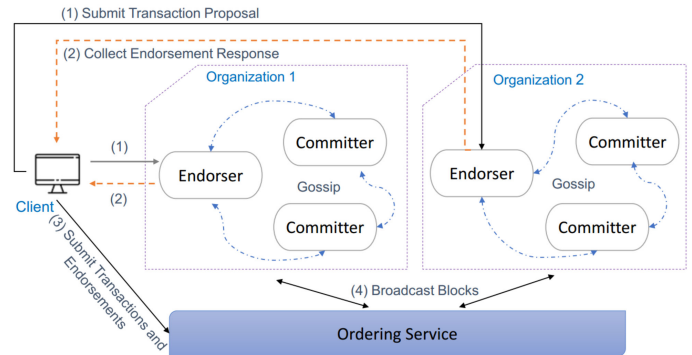 (1) Submit Transaction Proposal
(2) Collect Endorsement Response
Organization 1
Organization 2
Committer
Committer
(1)
Endorser
Endorser
Gossip
Gossip
(2)
Client
Committer
Committer
(3) Submit Transactions and
Endorsements
(4) Broadcast Blocks
Ordering Service